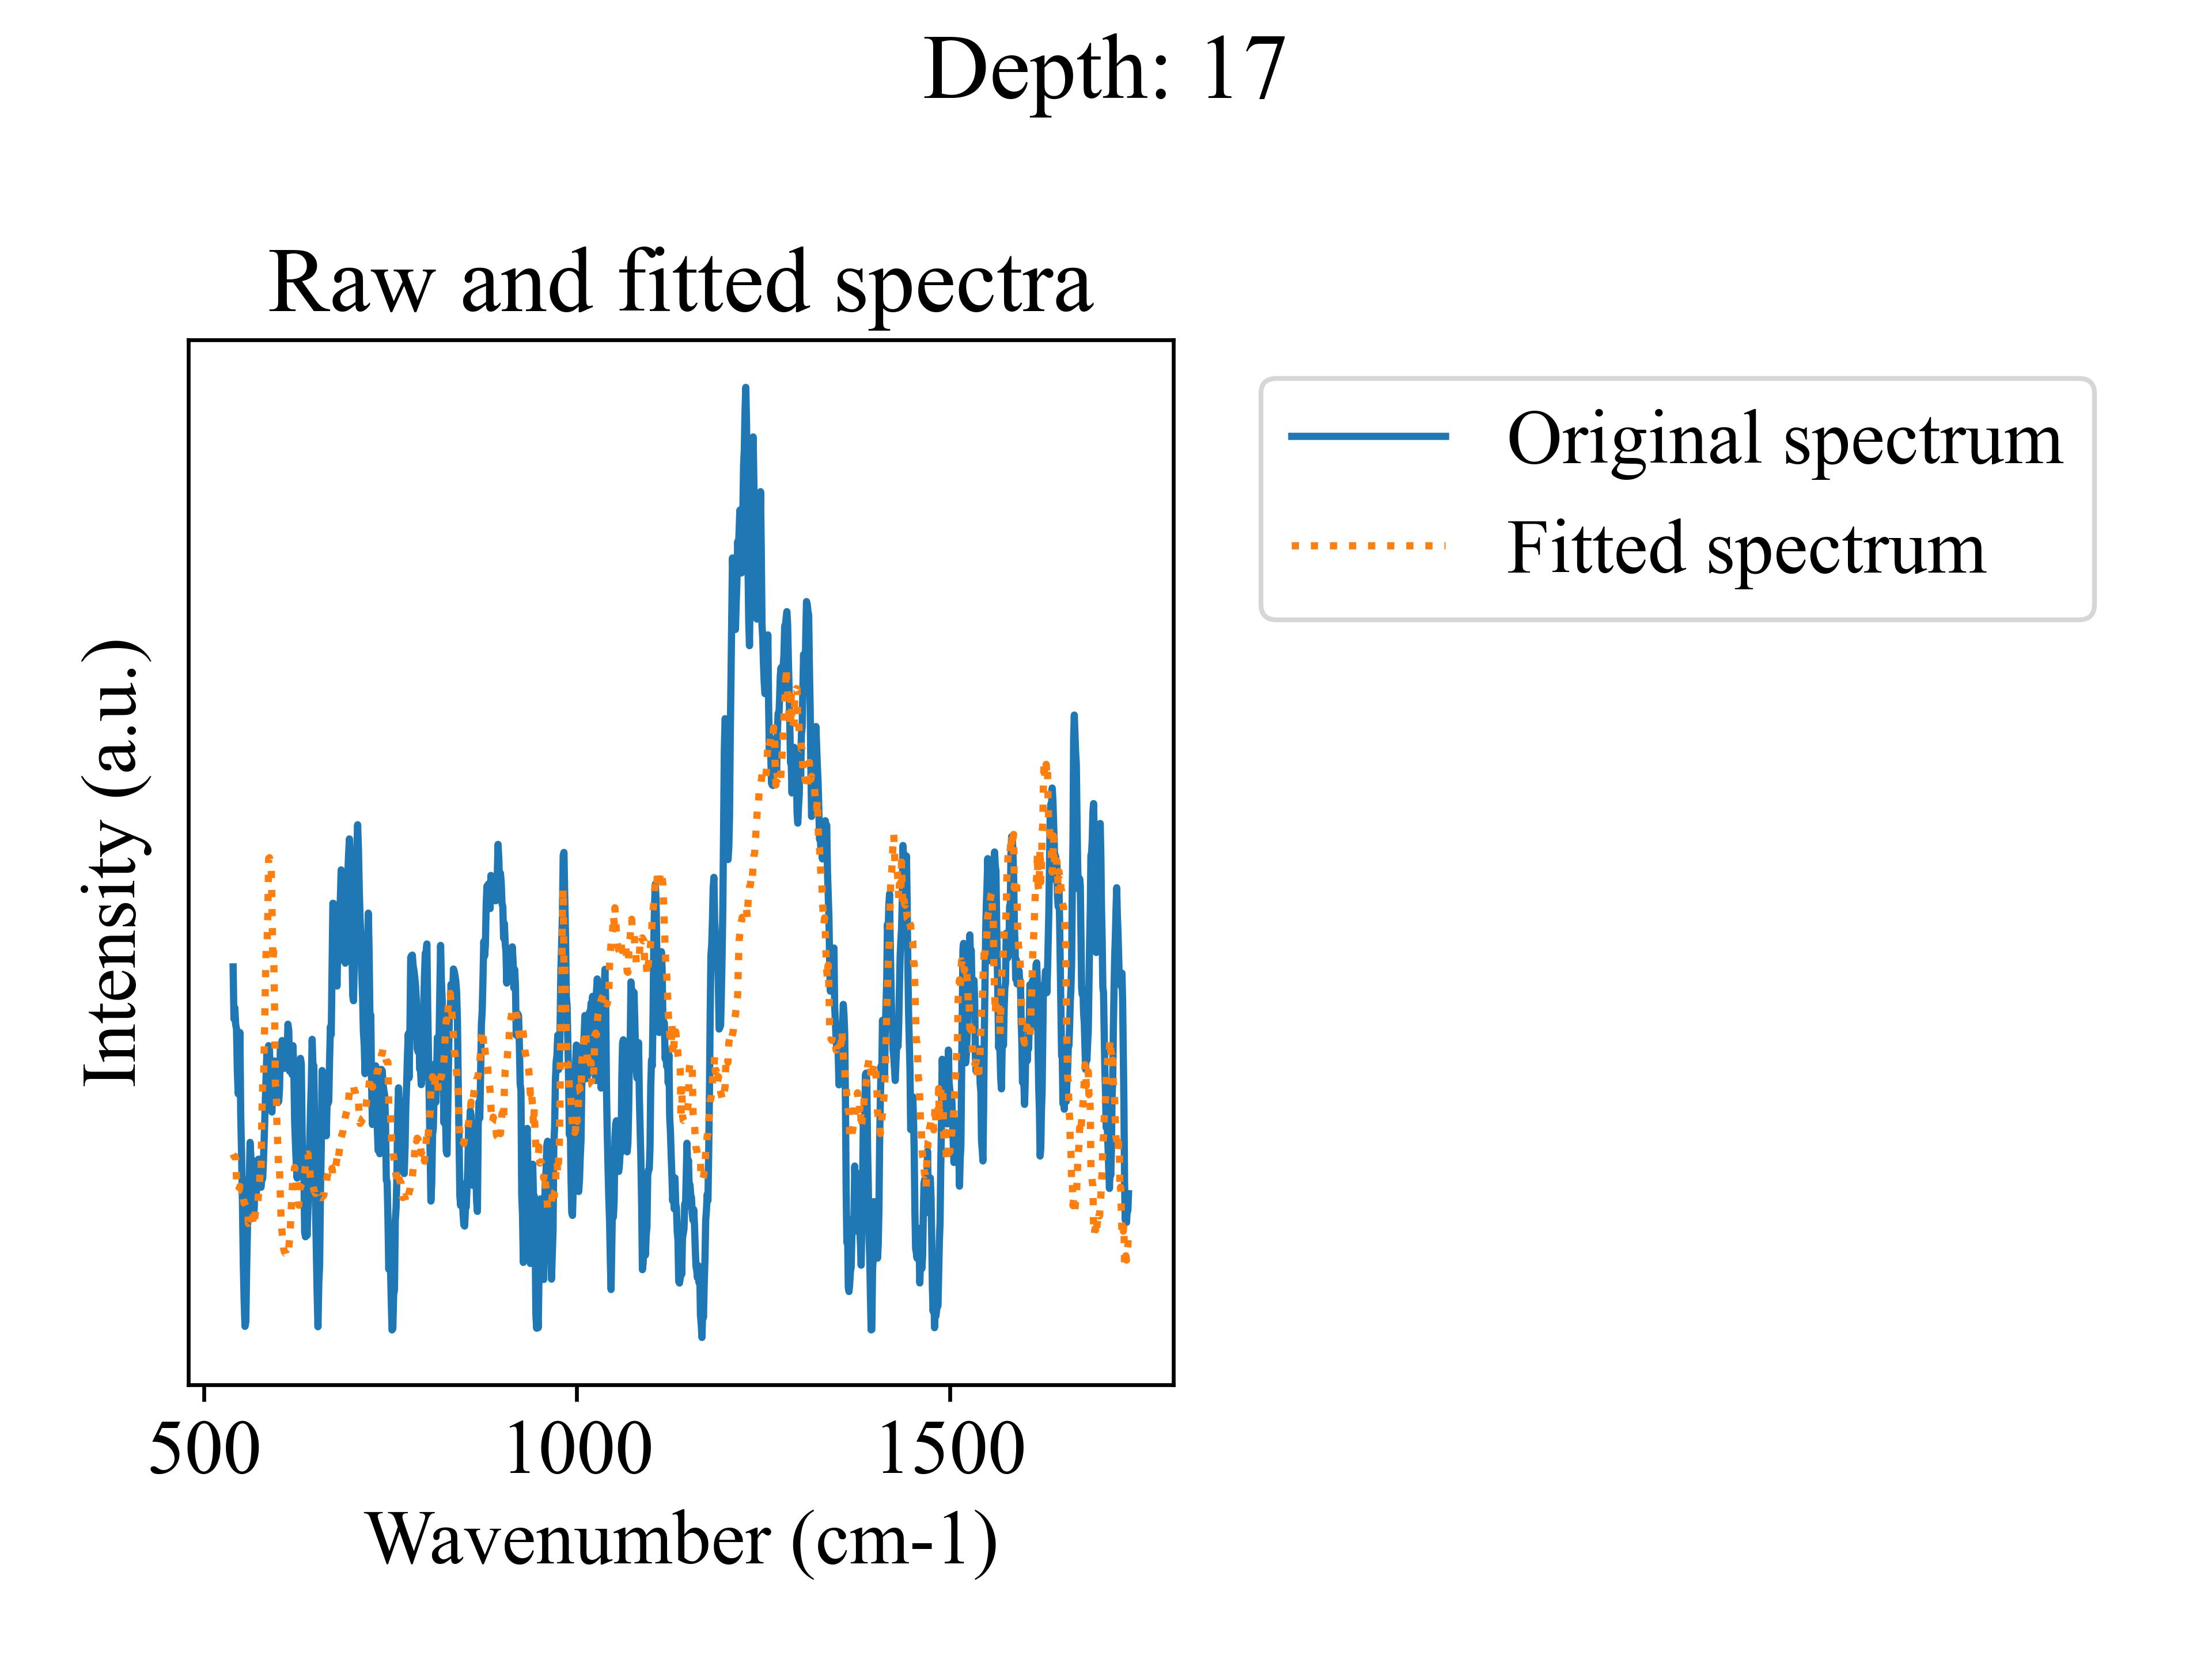 Depth: 17
Raw and fitted spectra
Original spectrum
Fitted spectrum
Intensity (a.u.)
500 1000 1500
Wavenumber (cm-1)